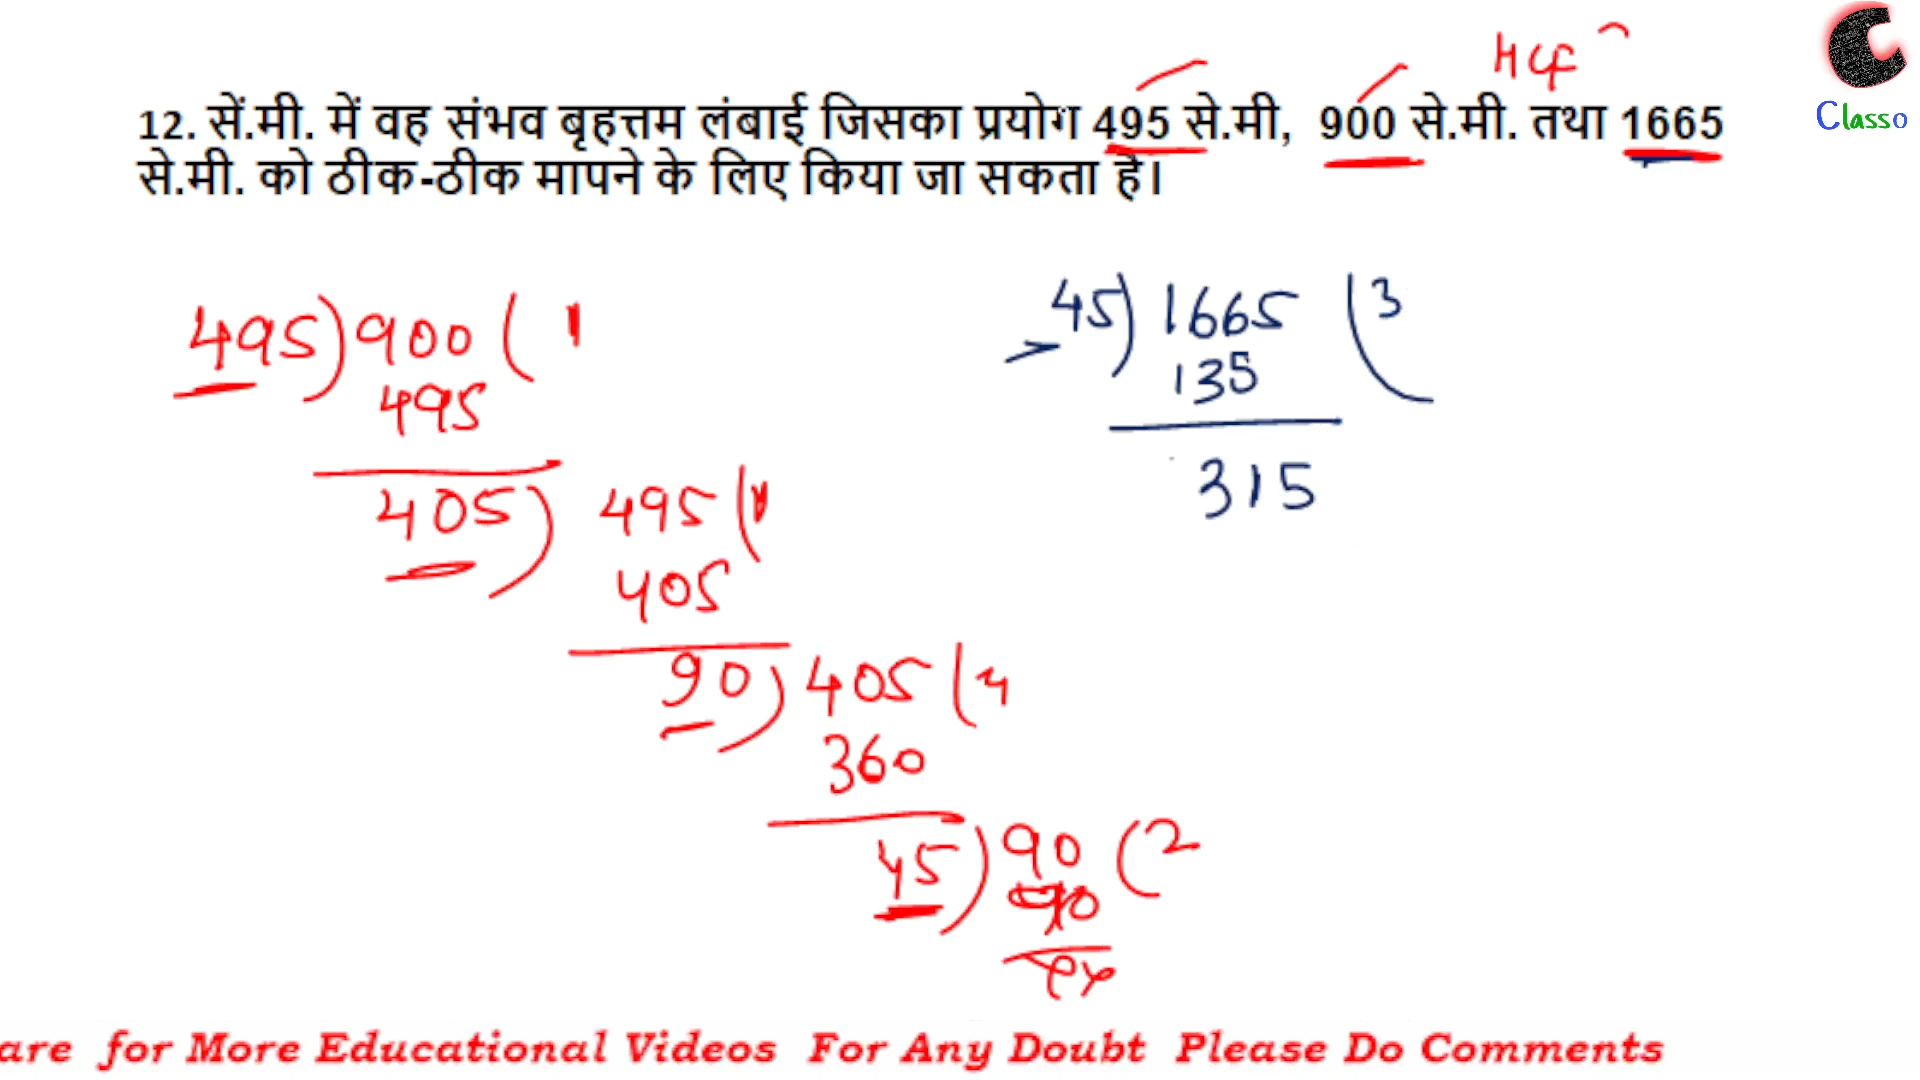 HCF
C
Classo
12. सें.मी. में वह संभव बृहत्तम लंबाई जिसका प्रयोग 495 से.मी, 900 से.मी. तथा 1665
से.मी. को ठीक-ठीक मापने के लिए किया जा सकता है।
495)900(1
495
405)495(1
405
90)405(4
360
45)90(2
90
45)1665(3
135
315
are for More Educational Videos For Any Doubt Please Do Comments